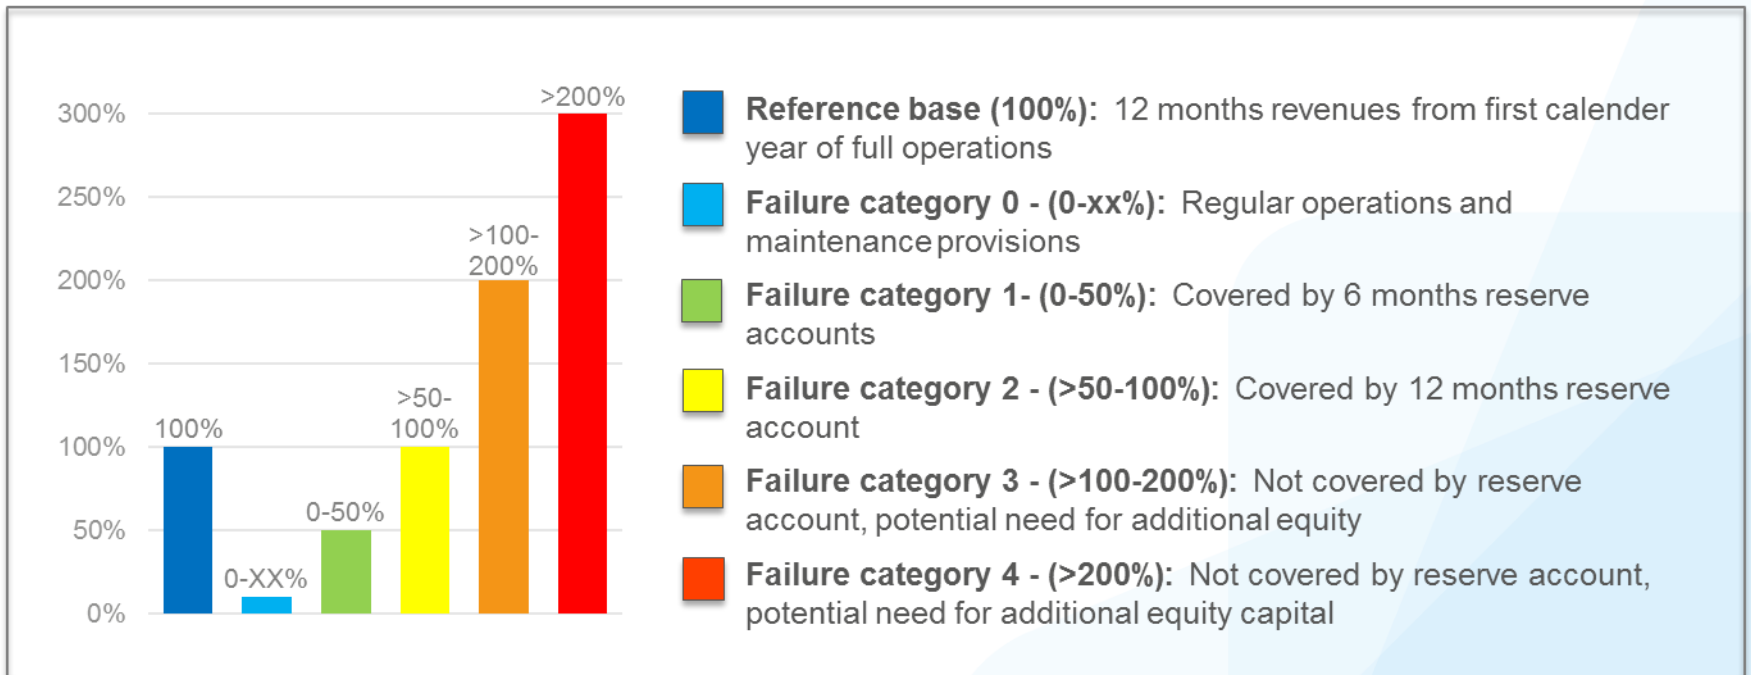 300%
250%
200%
150%
100%
50%
0%
100%
0-XX%
0-50%
>50-
100%
>100-
200%
>200%
Reference base (100%): 12 months revenues from first calender
year of full operations
Failure category 0 - (0-xx%): Regular operations and
maintenance provisions
Failure category 1- (0-50%): Covered by 6 months reserve
accounts
Failure category 2 - (>50-100%): Covered by 12 months reserve
account
Failure category 3 - (>100-200%): Not covered by reserve
account, potential need for additional equity
Failure category 4 - (>200%): Not covered by reserve account,
potential need for additional equity capital